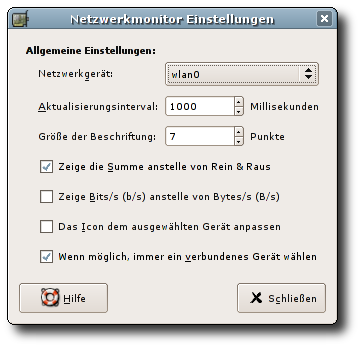 Netzwerkmonitor Einstellungen
Allgemeine Einstellungen:
Netzwerkgerät: wlan0
Aktualisierungsinterval: 1000 Millisekunden
Größe der Beschriftung: 7 Punkte
Zeige die Summe anstelle von Rein & Raus
Zeige Bits/s (b/s) anstelle von Bytes/s (B/s)
Das Icon dem ausgewählten Gerät anpassen
Wenn möglich, immer ein verbundenes Gerät wählen
Hilfe Schließen